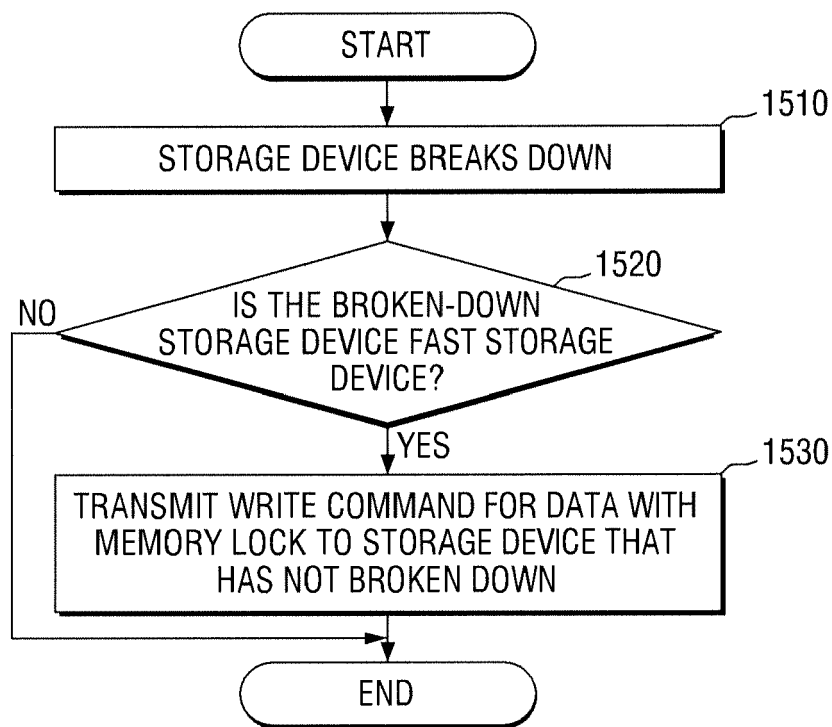 START
1510
STORAGE DEVICE BREAKS DOWN
1520
NO
IS THE BROKEN-DOWN
STORAGE DEVICE FAST STORAGE
DEVICE?
YES
1530
TRANSMIT WRITE COMMAND FOR DATA WITH
MEMORY LOCK TO STORAGE DEVICE THAT
HAS NOT BROKEN DOWN
END